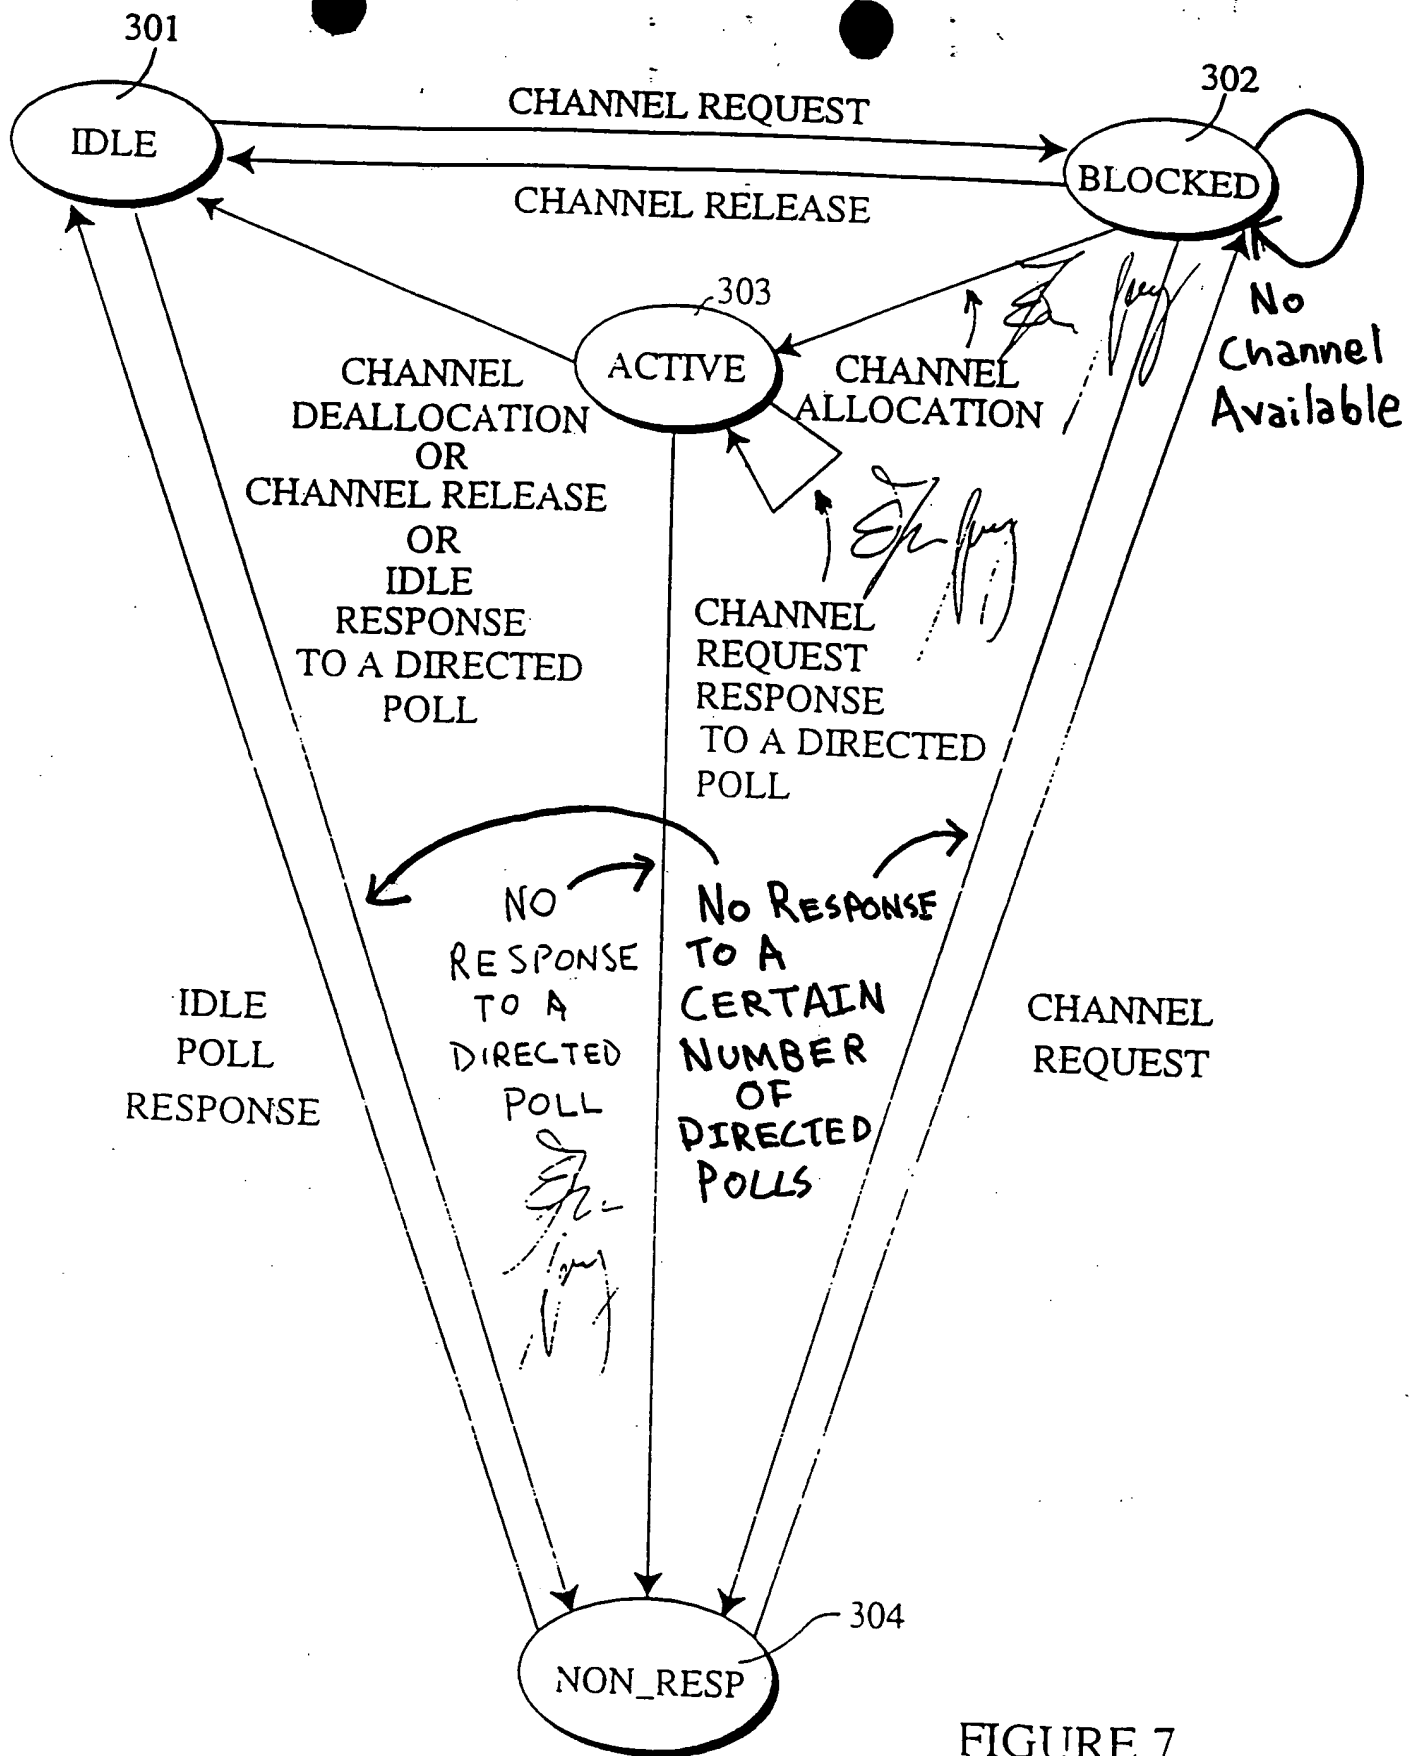 301
302
CHANNEL REQUEST
IDLE
BLOCKED
CHANNEL RELEASE
303
ACTIVE
No
Channel
Available
CHANNEL
ALLOCATION
CHANNEL
DEALLOCATION
OR
CHANNEL RELEASE
OR
IDLE
RESPONSE
TO A DIRECTED
POLL
CHANNEL
REQUEST
RESPONSE
TO A DIRECTED
POLL
NO
RESPONSE
TO A
DIRECTED
POLL
No RESPONSE
To A
CERTAIN
NUMBER
OF
DIRECTED
POLLS
IDLE
POLL
RESPONSE
CHANNEL
REQUEST
304
NON_RESP
FIGURE 7